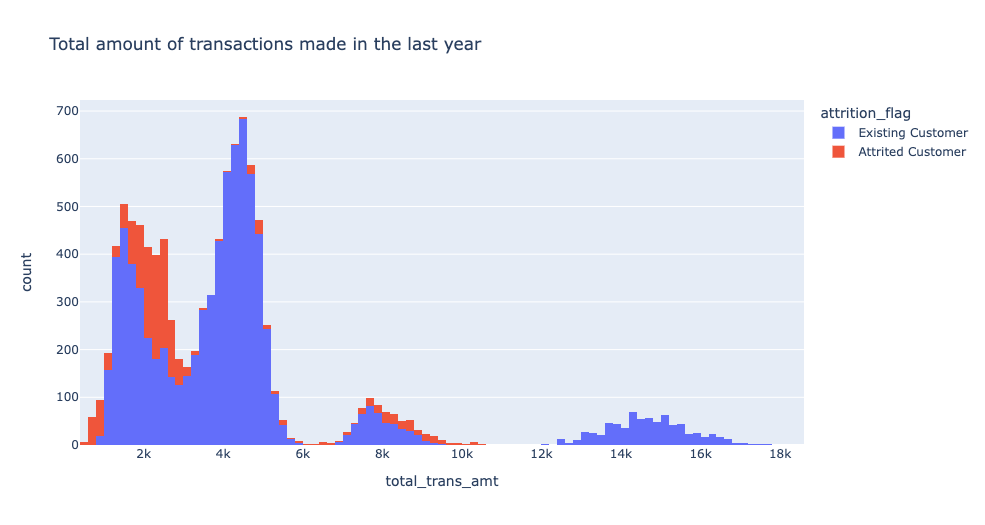 Total amount of transactions made in the last year
attrition_flag
Existing Customer
Attrited Customer
700
600
500
400
300
200
100
0
count
2k 4k 6k 8k 10k 12k 14k 16k 18k
total_trans_amt